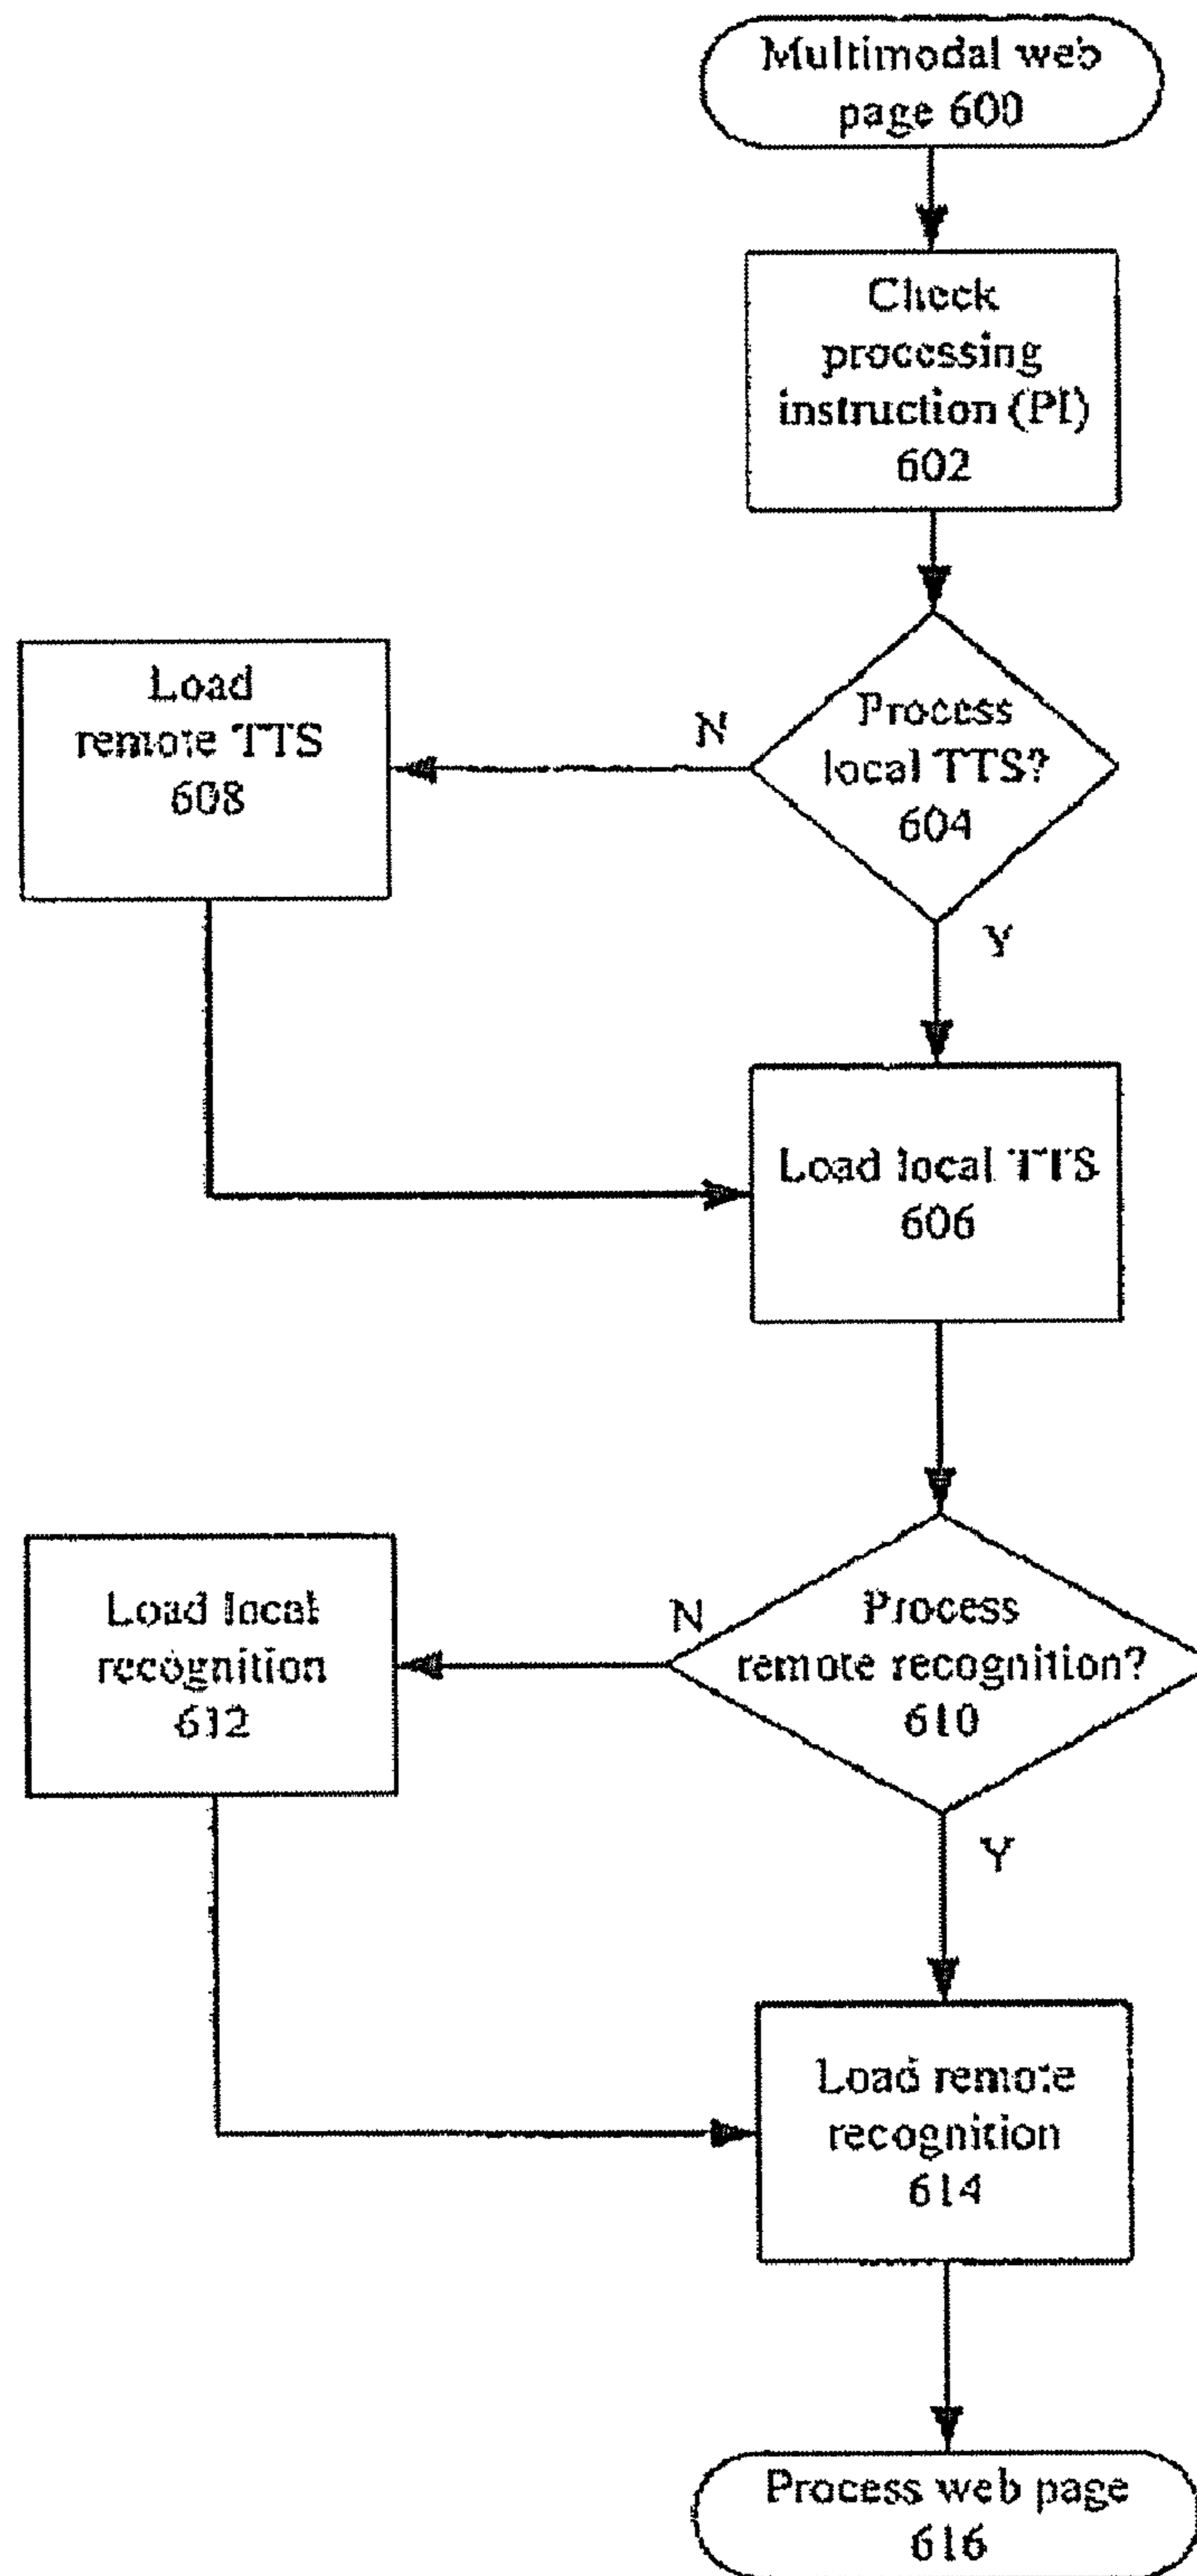 Multimodal web
page 600
Check
processing
instruction (PI)
602
Process
local TTS?
604
N
Y
Load
remote TTS
608
Load local TTS
606
Process
remote recognition?
610
N
Y
Load local
recognition
612
Load remote
recognition
614
Process web page
616